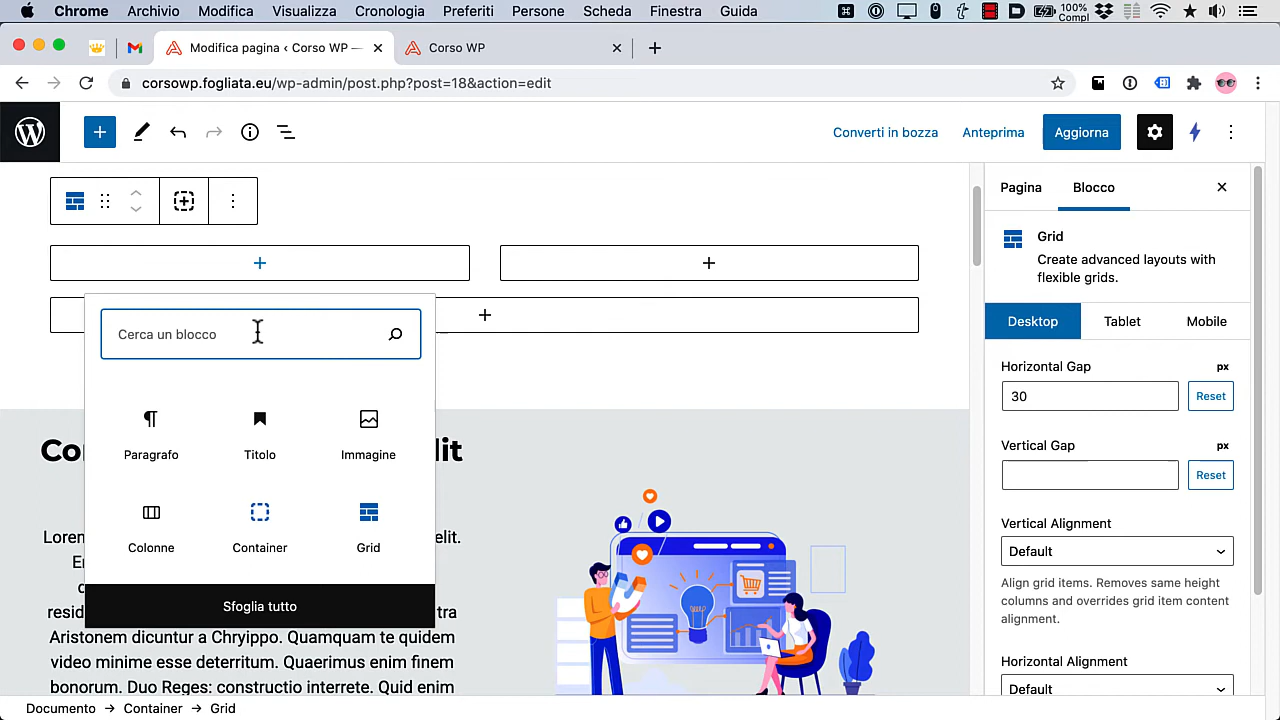 Chrome Archivio Modifica Visualizza Cronologia Preferiti Persone Scheda Finestra Guida 100% Compl
Modifica pagina ‹ Corso WP — Corso WP
corsowp.fogliata.eu/wp-admin/post.php?post=18&action=edit
Converti in bozza Anteprima Aggiorna
Pagina Blocco
Grid
Create advanced layouts with
flexible grids.
Desktop Tablet Mobile
Horizontal Gap px
30 Reset
Vertical Gap px
Reset
Vertical Alignment
Default
Align grid items. Removes same height
columns and overrides grid item content
alignment.
Horizontal Alignment
Default
Cerca un blocco
Paragrafo Titolo Immagine
Colonne Container Grid
Sfoglia tutto
Aristonem dicuntur a Chryippo. Quamquam te quidem
video minime esse deterritum. Quaerimus enim finem
bonorum. Duo Reges: constructio interrete. Quid enim
Documento → Container → Grid